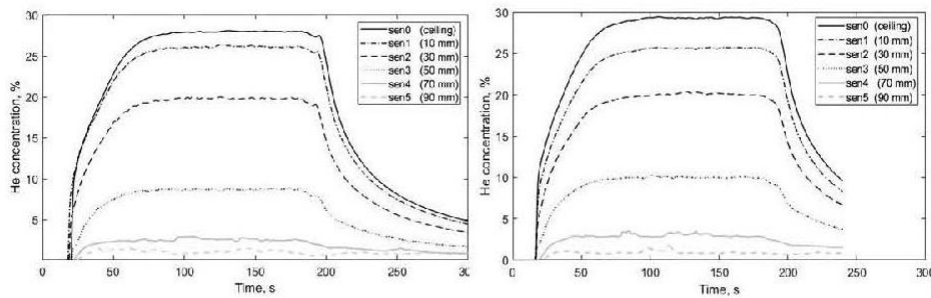 30
25
20
15
10
5
He concentration, %
sen0 (ceiling)
sen1 (10 mm)
sen2 (30 mm)
sen3 (50 mm)
sen4 (70 mm)
sen5 (90 mm)
0 50 100 150 200 250 300
Time, s
30
25
20
15
10
5
He concentration, %
sen0 (ceiling)
sen1 (10 mm)
sen2 (30 mm)
sen3 (50 mm)
sen4 (70 mm)
sen5 (90 mm)
0 50 100 150 200 250 300
Time, s